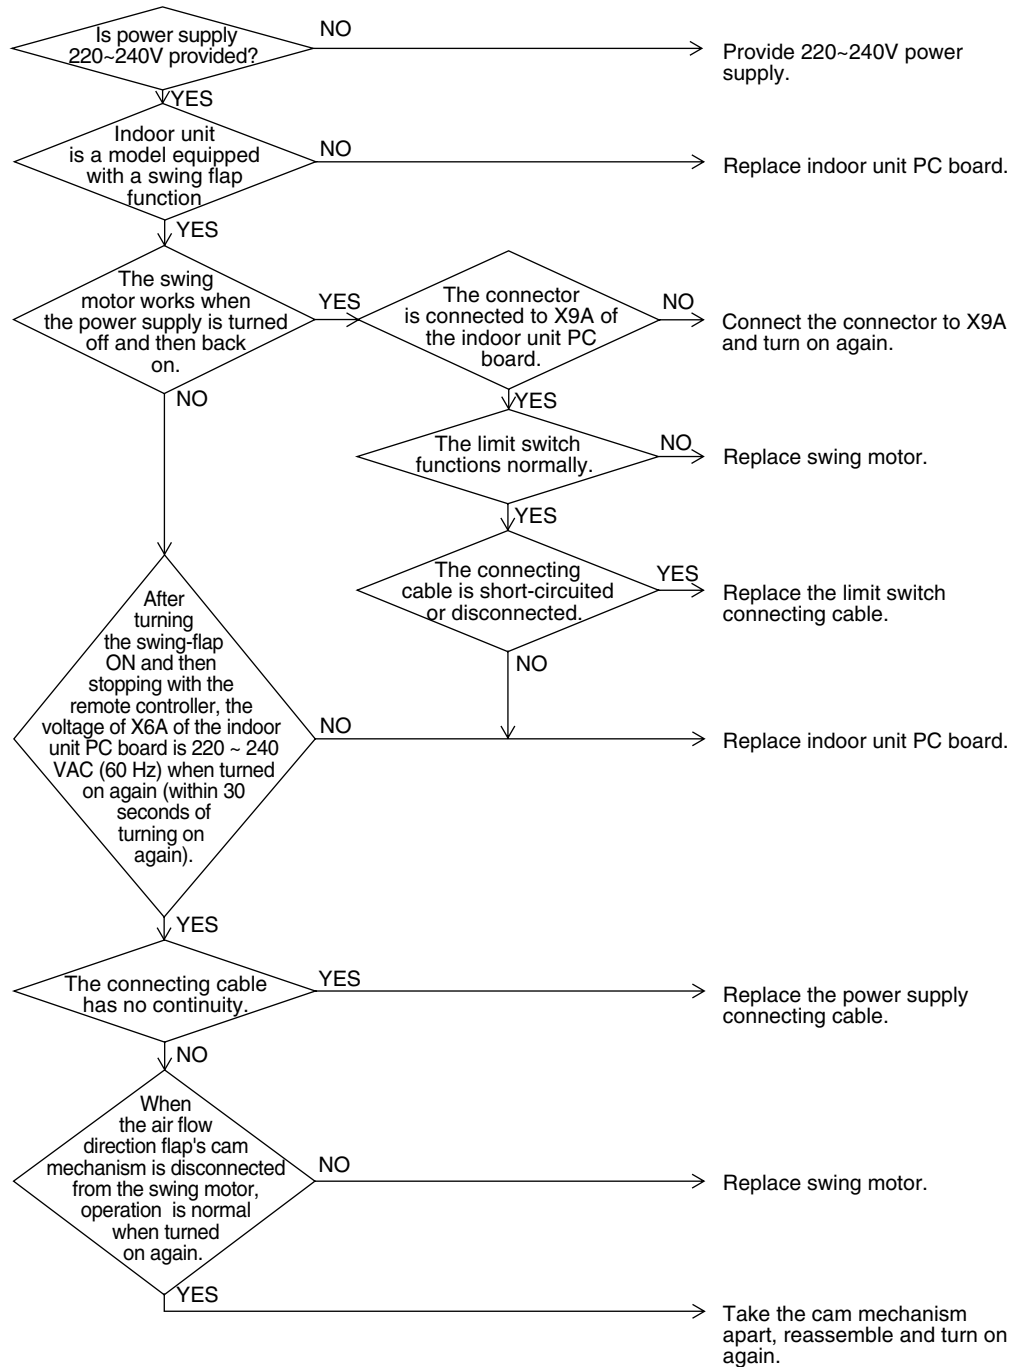 Is power supply
220~240V provided?
NO
Provide 220~240V power
supply.
YES
Indoor unit
is a model equipped
with a swing flap
function
NO
Replace indoor unit PC board.
YES
The swing
motor works when
the power supply is turned
off and then back
on.
YES
The connector
is connected to X9A of
the indoor unit PC
board.
NO
Connect the connector to X9A
and turn on again.
NO
YES
The limit switch
functions normally.
NO
Replace swing motor.
YES
The connecting
cable is short-circuited
or disconnected.
YES
Replace the limit switch
connecting cable.
NO
After
turning
the swing-flap
ON and then
stopping with the
remote controller, the
voltage of X6A of the indoor
unit PC board is 220 ~ 240
VAC (60 Hz) when turned
on again (within 30
seconds of
turning on
again).
NO
Replace indoor unit PC board.
YES
The connecting cable
has no continuity.
YES
Replace the power supply
connecting cable.
NO
When
the air flow
direction flap's cam
mechanism is disconnected
from the swing motor,
operation is normal
when turned
on again.
NO
Replace swing motor.
YES
Take the cam mechanism
apart, reassemble and turn on
again.